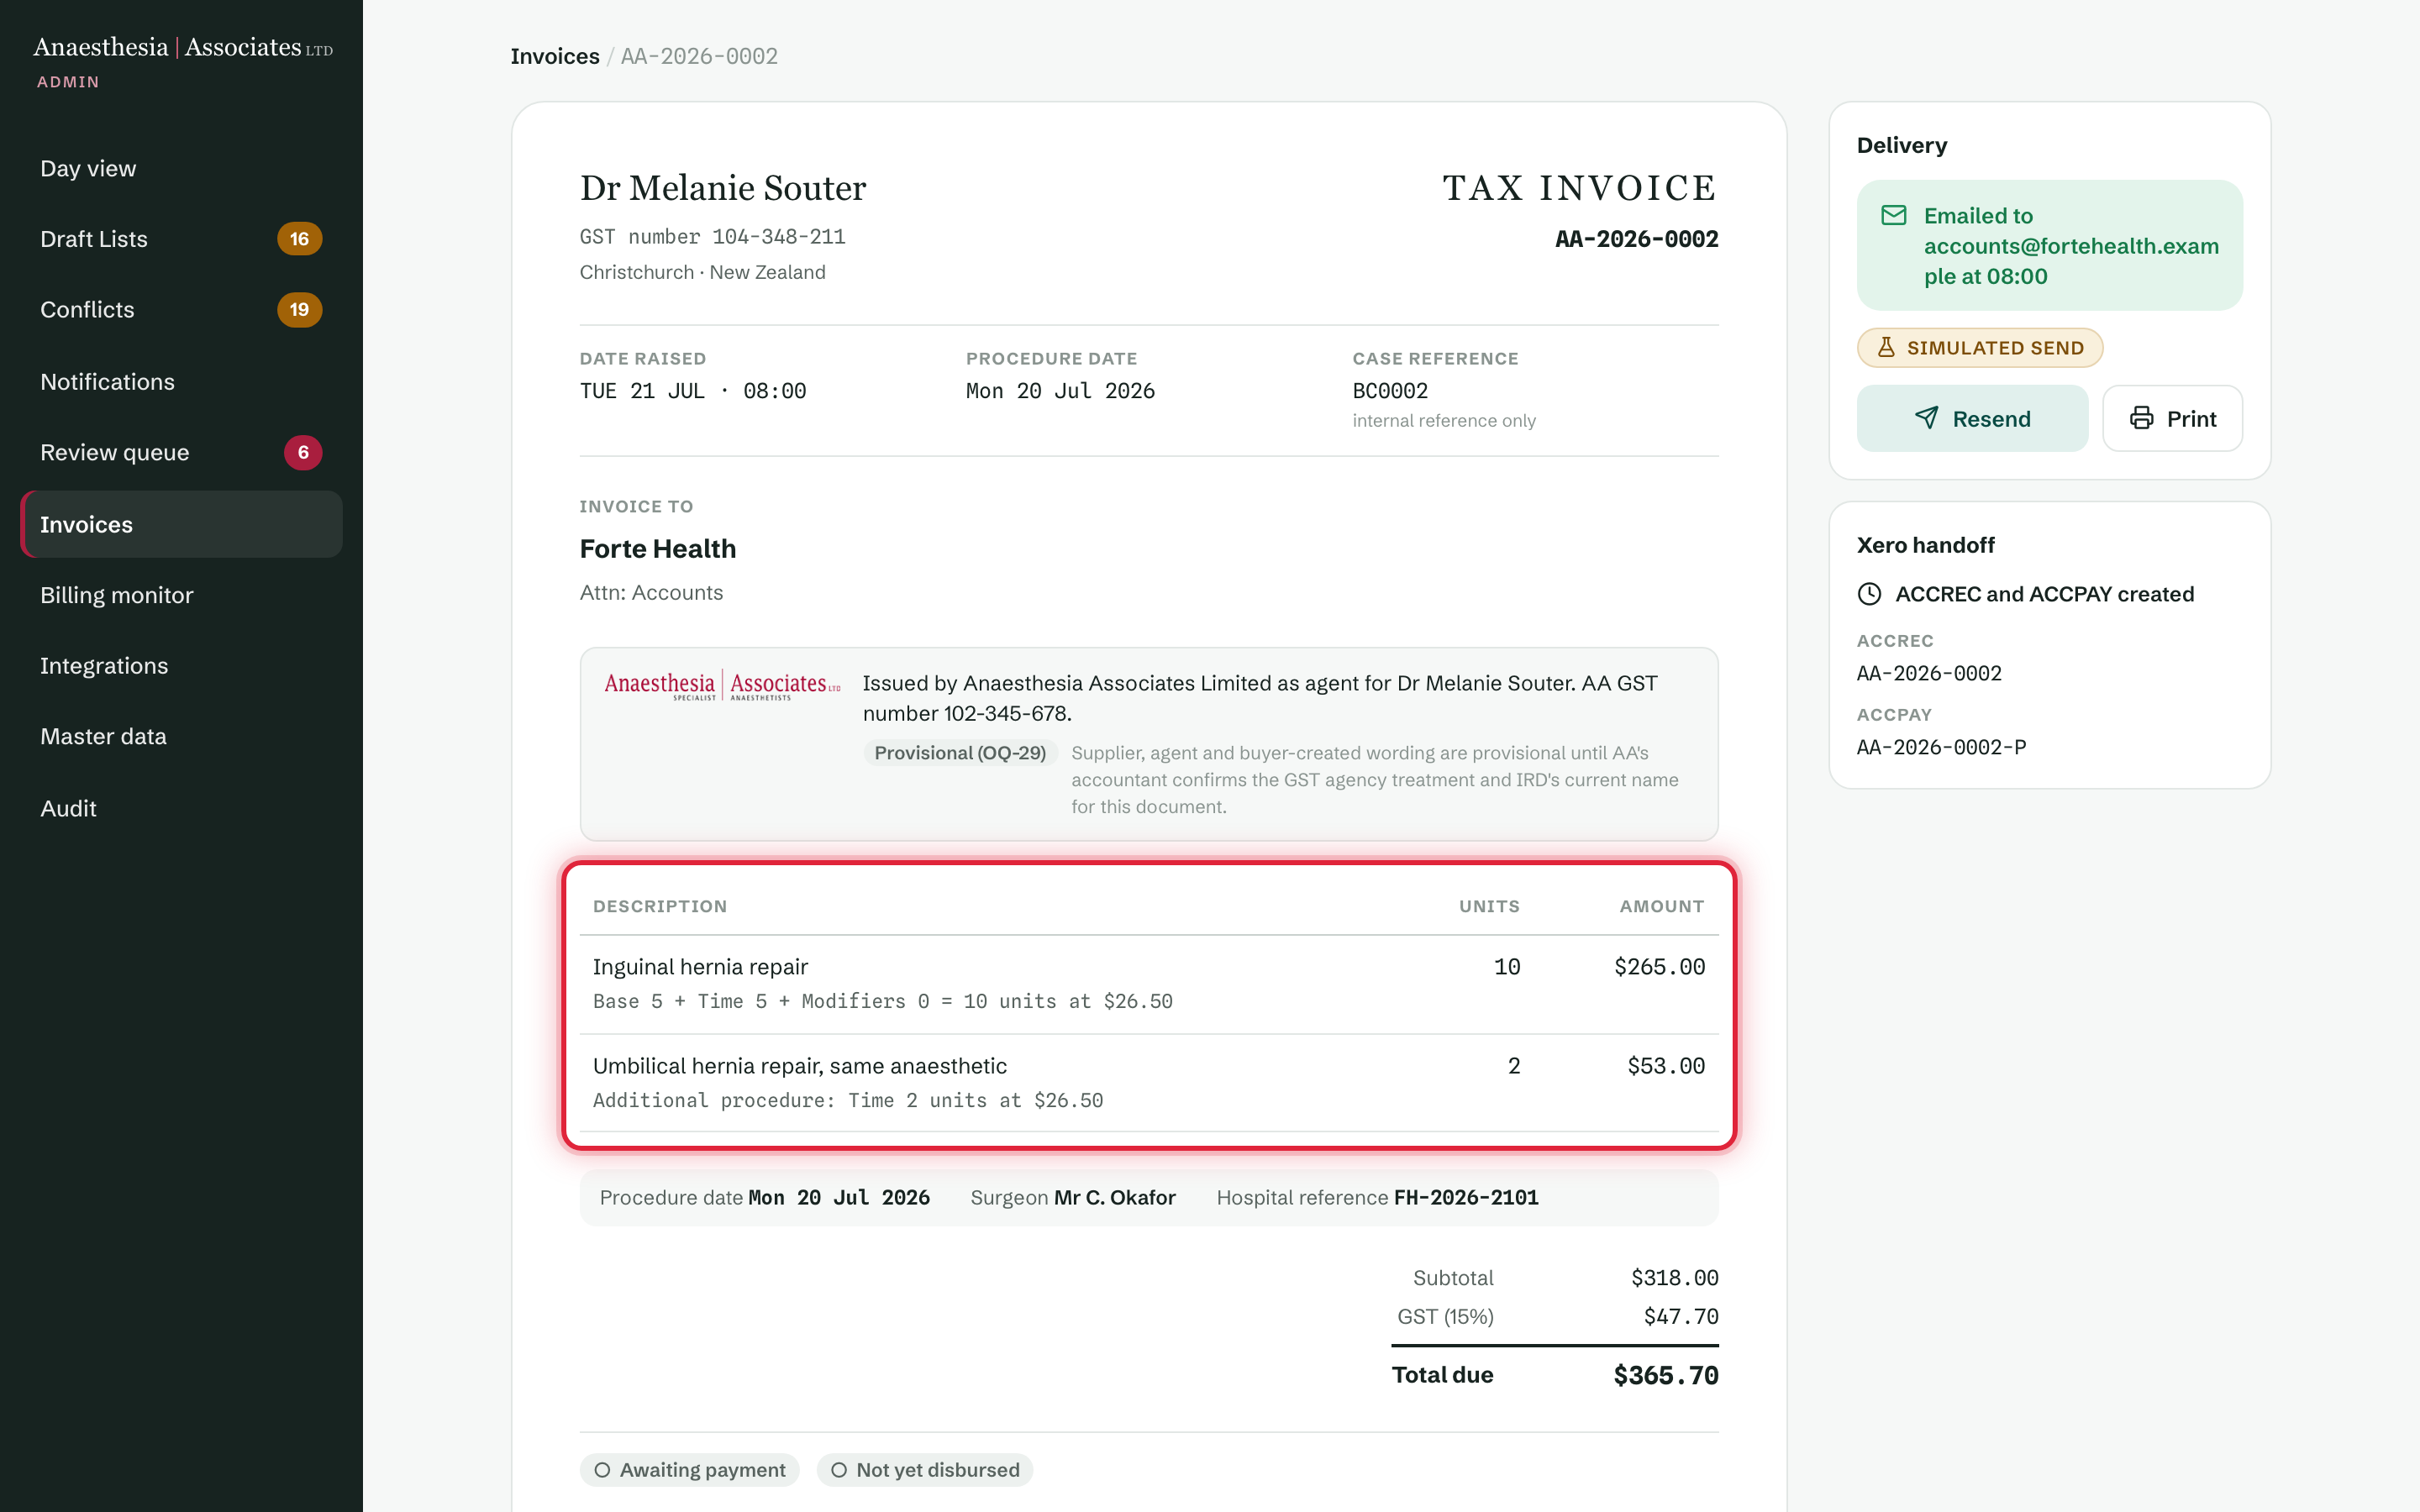 Anaesthesia | Associates LTD
ADMIN
Day view
Draft Lists 16
Conflicts 19
Notifications
Review queue 6
Invoices
Billing monitor
Integrations
Master data
Audit
Invoices / AA-2026-0002
Dr Melanie Souter
GST number 104-348-211
Christchurch · New Zealand
TAX INVOICE
AA-2026-0002
DATE RAISED
TUE 21 JUL · 08:00
PROCEDURE DATE
Mon 20 Jul 2026
CASE REFERENCE
BC0002
internal reference only
INVOICE TO
Forte Health
Attn: Accounts
Anaesthesia | Associates LTD
SPECIALIST ANAESTHETISTS
Issued by Anaesthesia Associates Limited as agent for Dr Melanie Souter. AA GST
number 102-345-678.
Provisional (OQ-29)
Supplier, agent and buyer-created wording are provisional until AA's
accountant confirms the GST agency treatment and IRD's current name
for this document.
DESCRIPTION UNITS AMOUNT
Inguinal hernia repair 10 $265.00
Base 5 + Time 5 + Modifiers 0 = 10 units at $26.50
Umbilical hernia repair, same anaesthetic 2 $53.00
Additional procedure: Time 2 units at $26.50
Procedure date Mon 20 Jul 2026 Surgeon Mr C. Okafor Hospital reference FH-2026-2101
Subtotal $318.00
GST (15%) $47.70
Total due $365.70
Awaiting payment Not yet disbursed
Delivery
Emailed to
accounts@fortehealth.exam
ple at 08:00
SIMULATED SEND
Resend Print
Xero handoff
ACCREC and ACCPAY created
ACCREC
AA-2026-0002
ACCPAY
AA-2026-0002-P